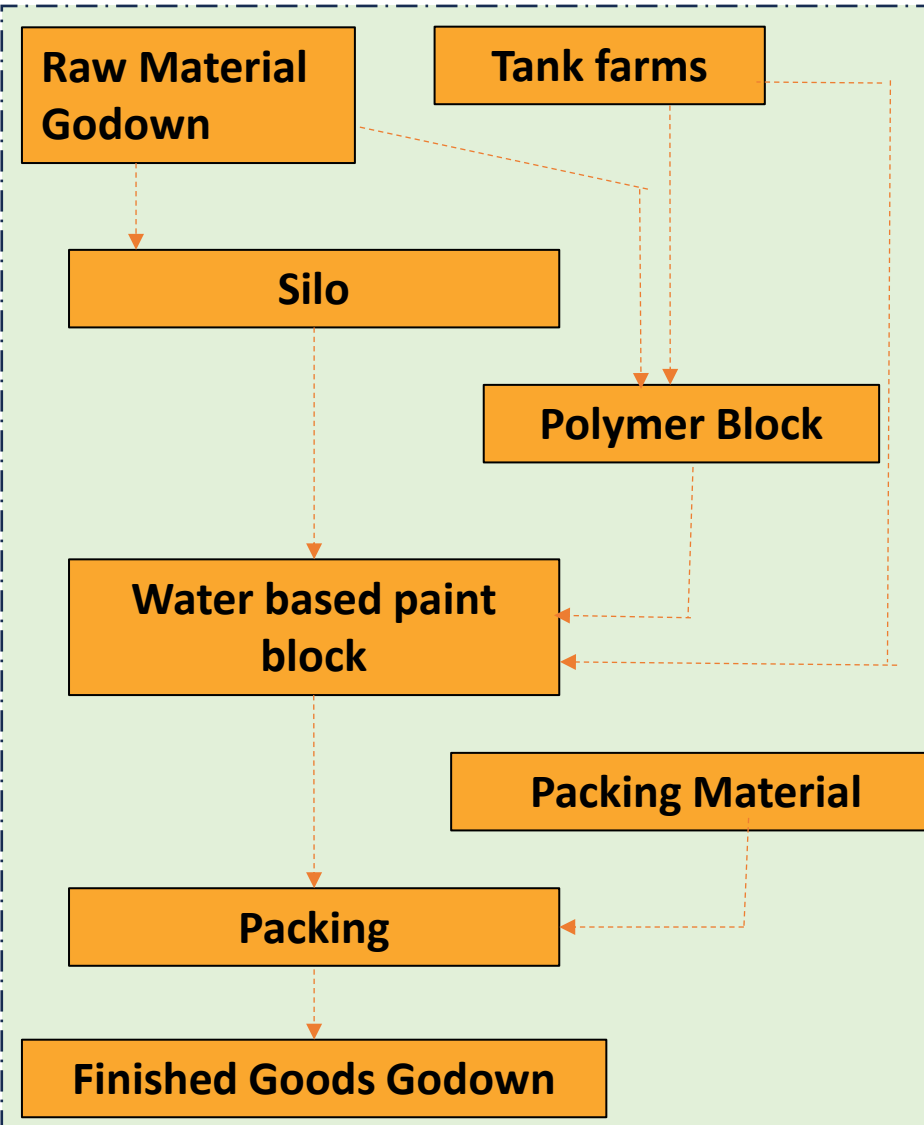 Raw Material
Godown
Tank farms
Silo
Polymer Block
Water based paint
block
Packing Material
Packing
Finished Goods Godown